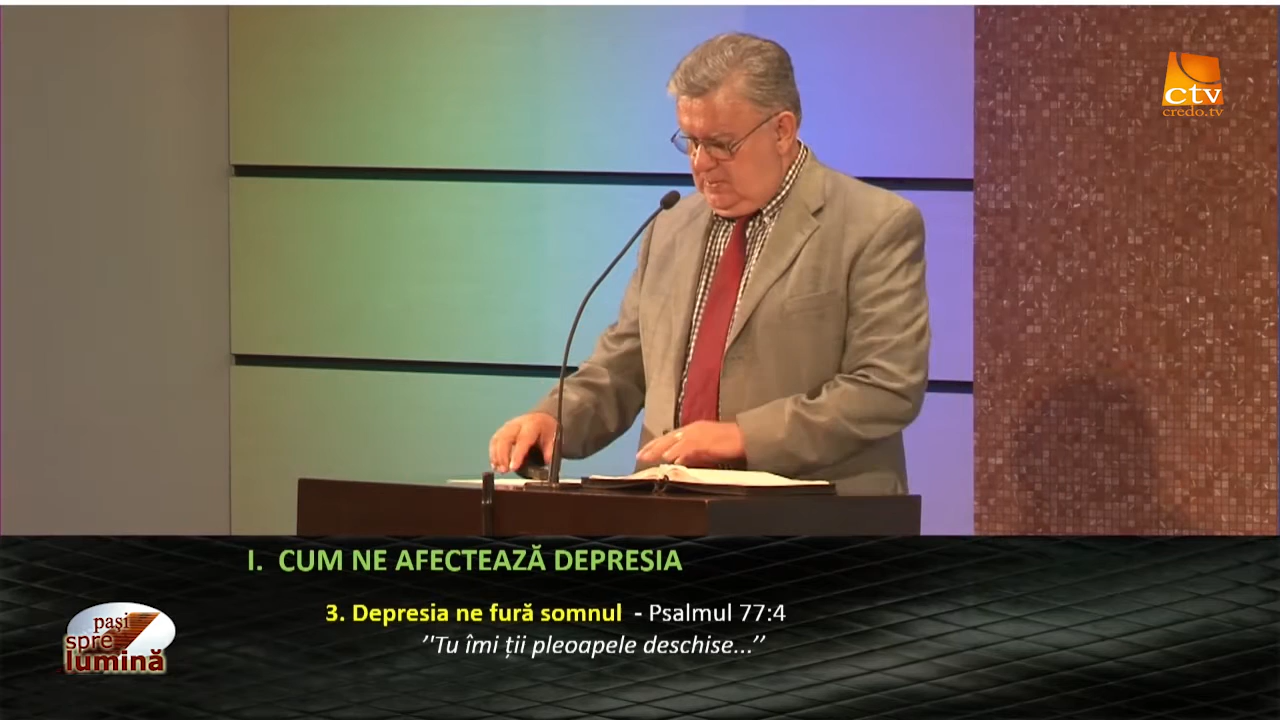 ctv
credo.tv
I. CUM NE AFECTEAZĂ DEPRESIA
3. Depresia ne fură somnul - Psalmul 77:4
’'Tu îmi ții pleoapele deschise...’’
pași
spre
lumină